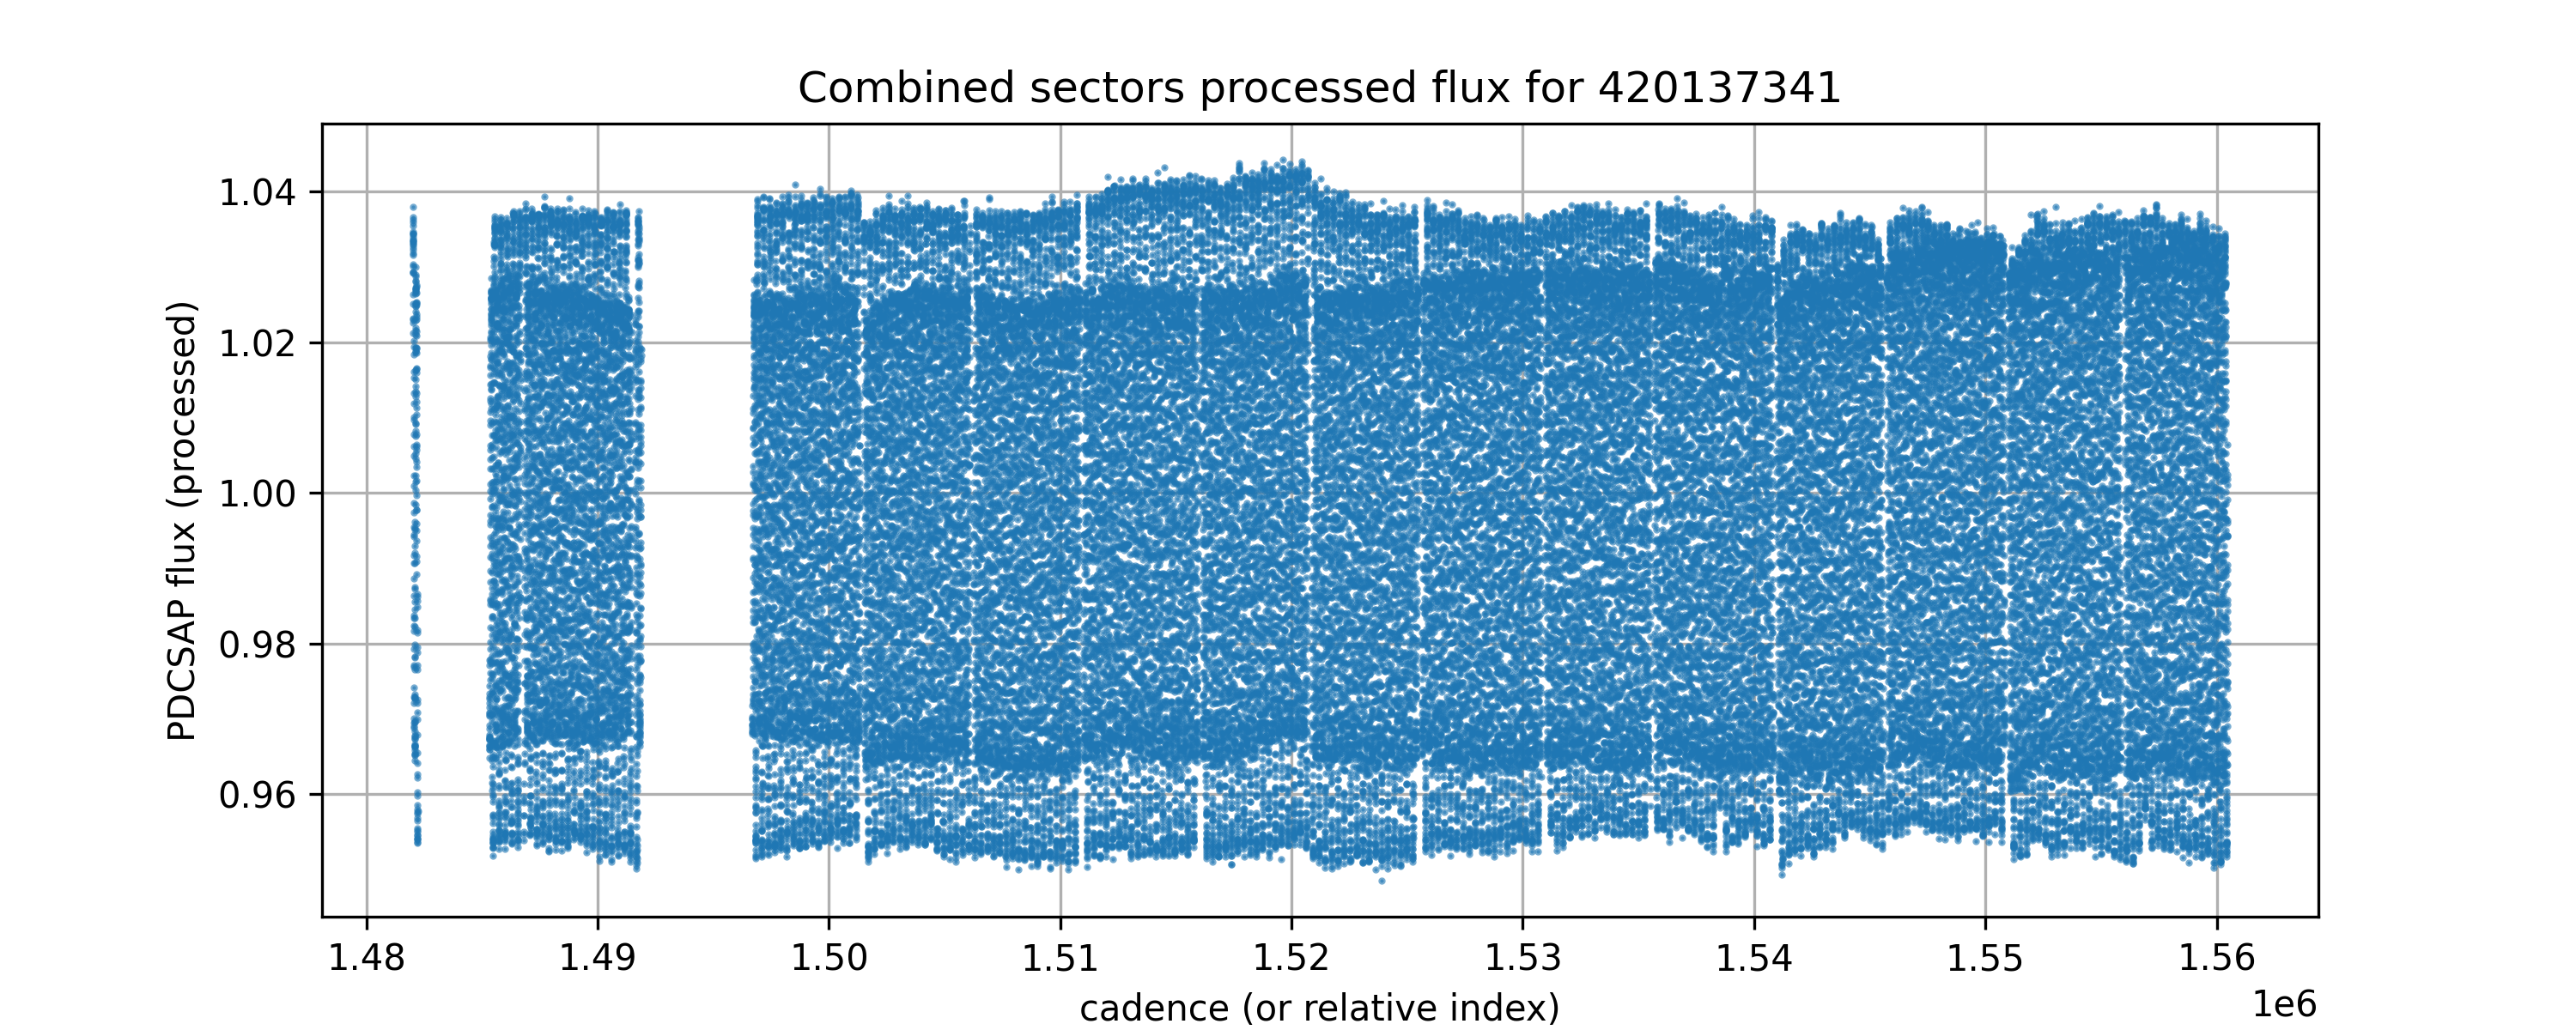 Combined sectors processed flux for 420137341
PDCSAP flux (processed)
1.04
1.02
1.00
0.98
0.96
1.48 1.49 1.50 1.51 1.52 1.53 1.54 1.55 1.56
1e6
cadence (or relative index)